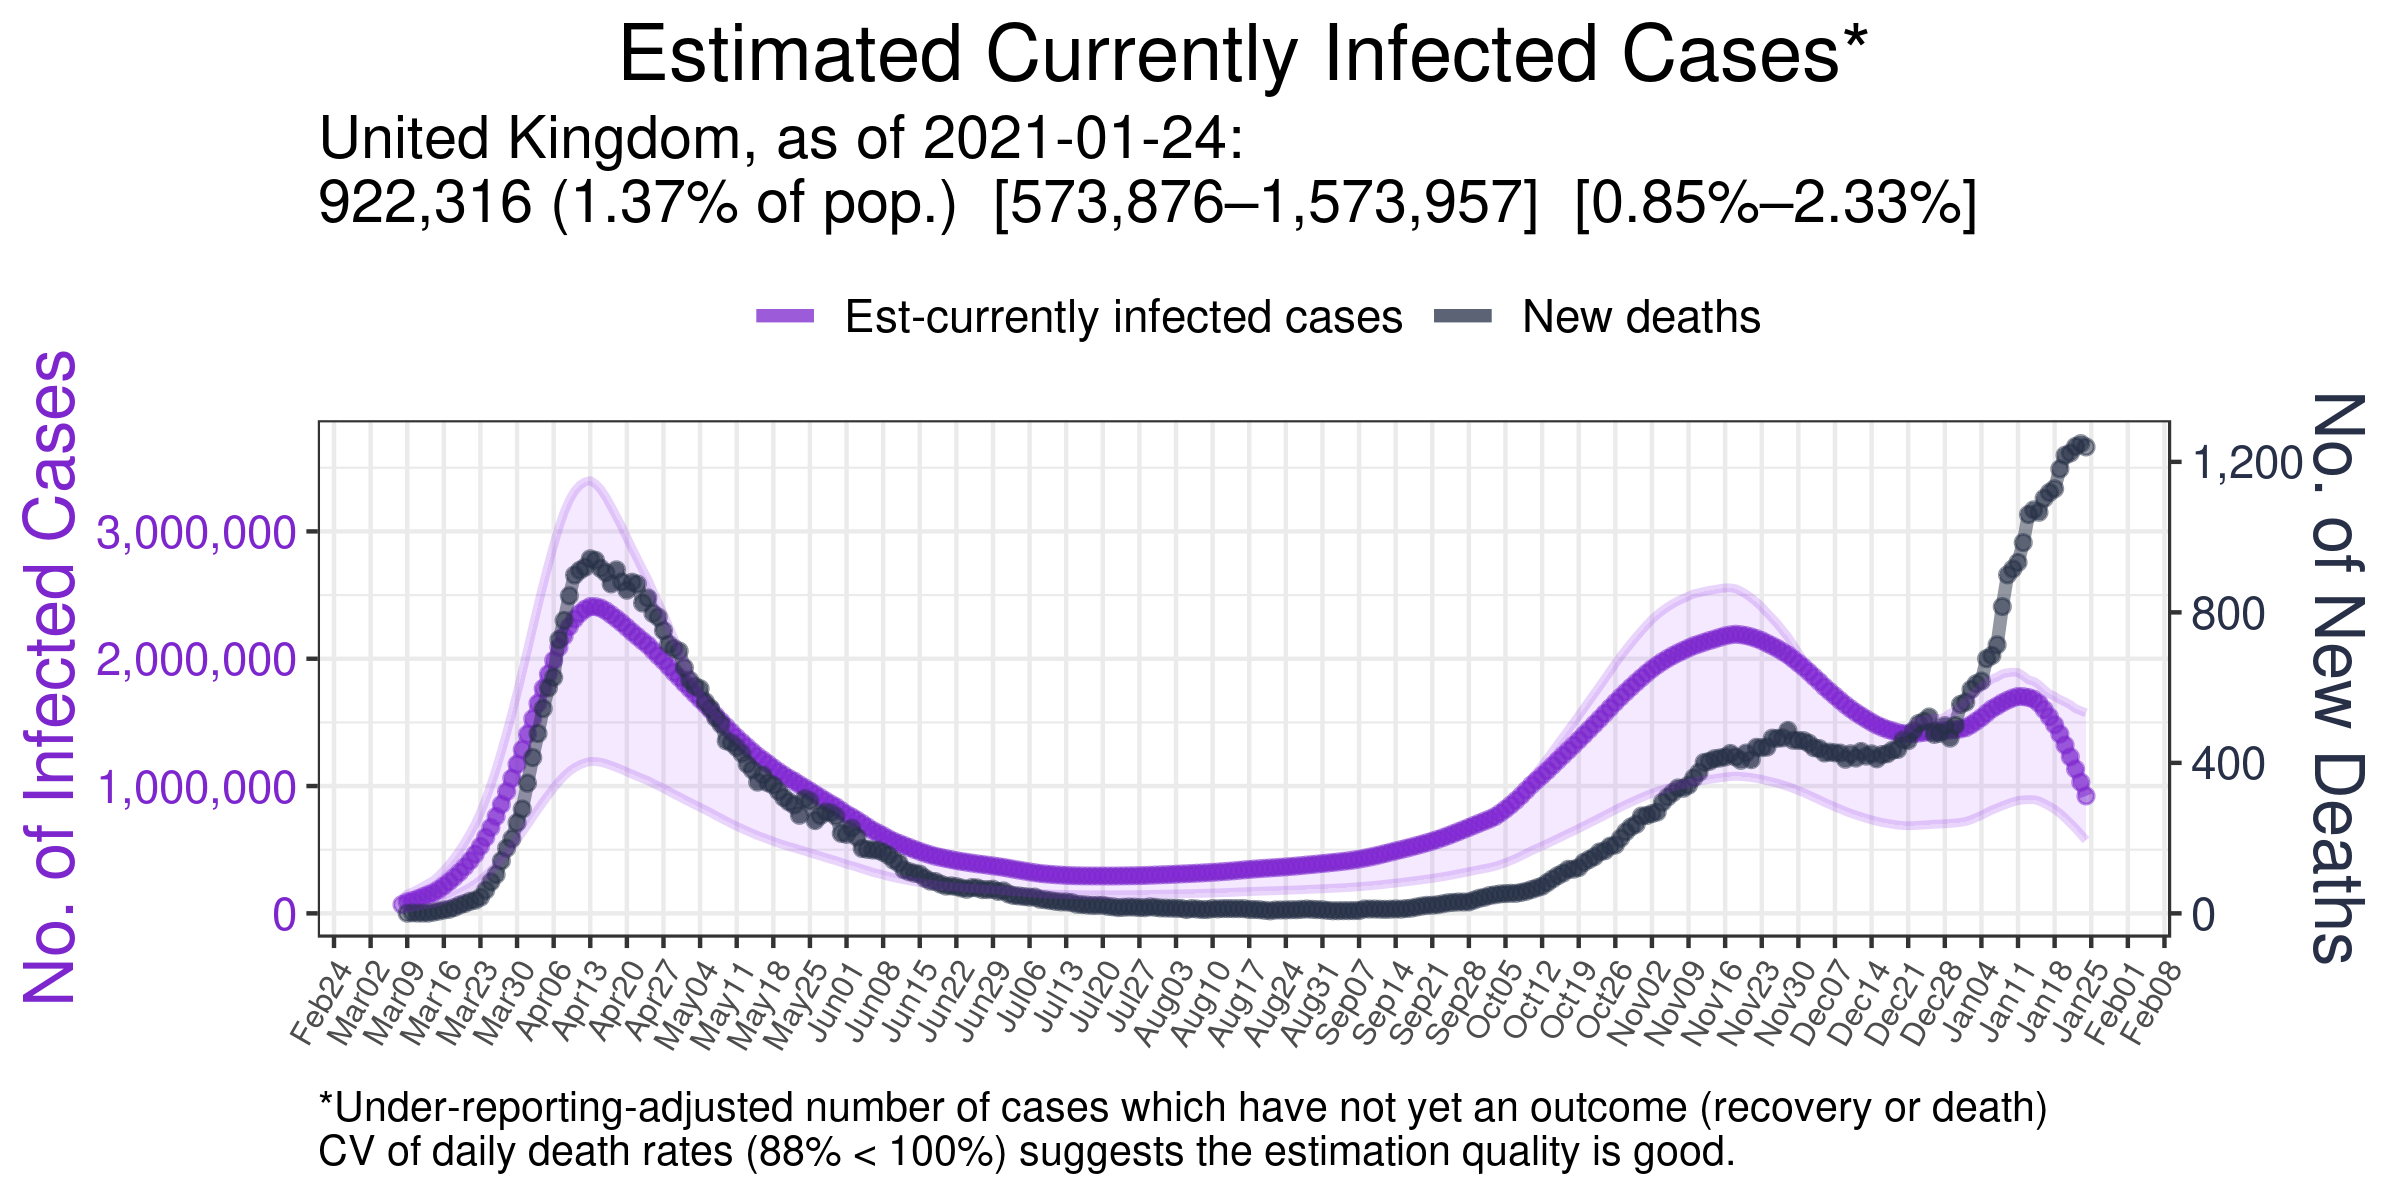 Estimated Currently Infected Cases*
United Kingdom, as of 2021-01-24:
922,316 (1.37% of pop.)  [573,876–1,573,957]  [0.85%–2.33%]
Est-currently infected cases
New deaths
No. of Infected Cases
3,000,000
2,000,000
1,000,000
0
1,200
800
400
0
No. of New Deaths
Feb24
Mar02
Mar09
Mar16
Mar23
Mar30
Apr06
Apr13
Apr20
Apr27
May04
May11
May18
May25
Jun01
Jun08
Jun15
Jun22
Jun29
Jul06
Jul13
Jul20
Jul27
Aug03
Aug10
Aug17
Aug24
Aug31
Sep07
Sep14
Sep21
Sep28
Oct05
Oct12
Oct19
Oct26
Nov02
Nov09
Nov16
Nov23
Nov30
Dec07
Dec14
Dec21
Dec28
Jan04
Jan11
Jan18
Jan25
Feb01
Feb08
*Under-reporting-adjusted number of cases which have not yet an outcome (recovery or death)
CV of daily death rates (88% < 100%) suggests the estimation quality is good.